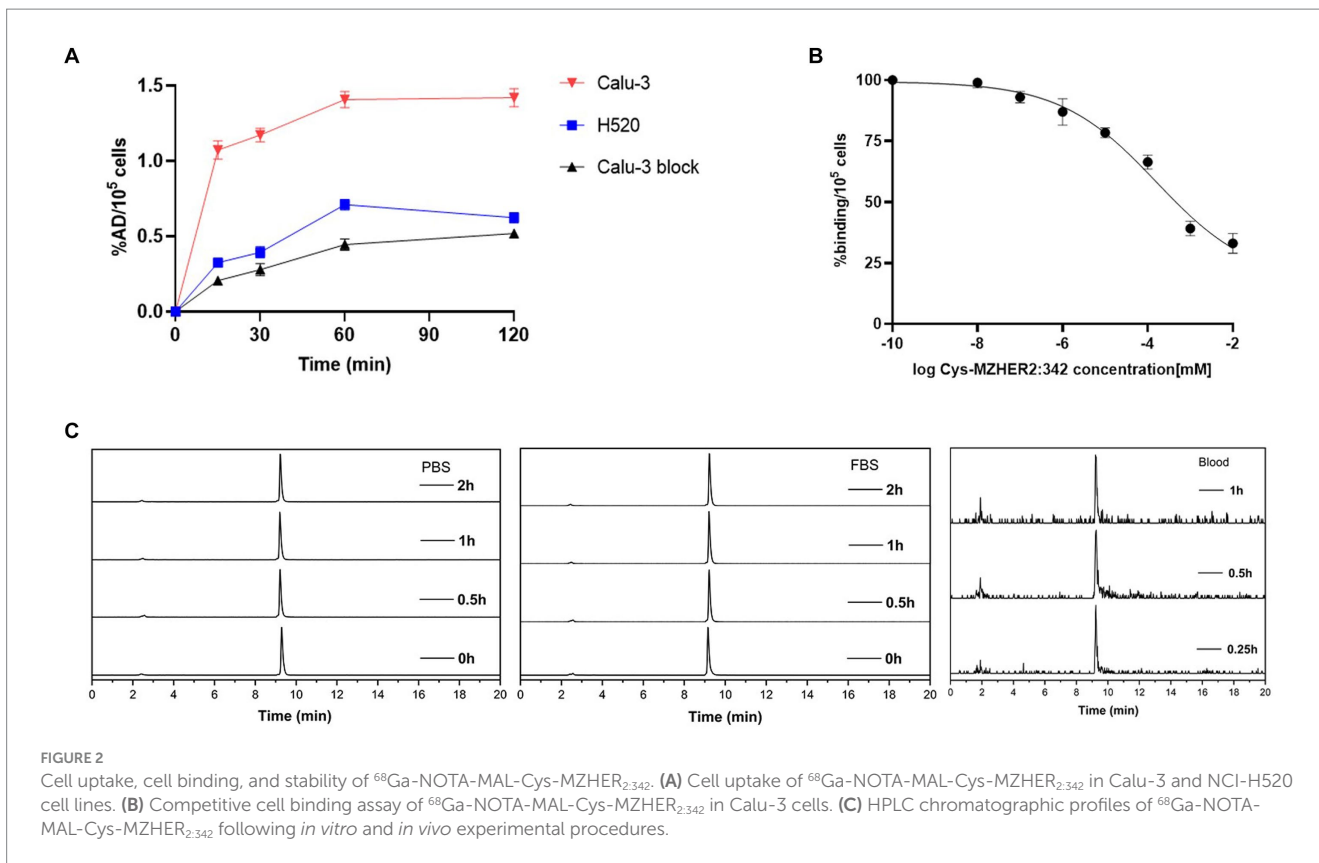 A
1.5
1.0
0.5
0.0
%AD/10⁵ cells
0 30 60 90 120
Time (min)
Calu-3
H520
Calu-3 block
B
100
75
50
25
0
%binding/10⁵ cells
-10 -8 -6 -4 -2
log Cys-MZHER2:342 concentration[mM]
C
PBS
2h
1h
0.5h
0h
0 2 4 6 8 10 12 14 16 18 20
Time (min)
FBS
2h
1h
0.5h
0h
0 2 4 6 8 10 12 14 16 18 20
Time (min)
Blood
1h
0.5h
0.25h
0 2 4 6 8 10 12 14 16 18 20
Time (min)
FIGURE 2
Cell uptake, cell binding, and stability of ⁶⁸Ga-NOTA-MAL-Cys-MZHER₂:₃₄₂. (A) Cell uptake of ⁶⁸Ga-NOTA-MAL-Cys-MZHER₂:₃₄₂ in Calu-3 and NCI-H520
cell lines. (B) Competitive cell binding assay of ⁶⁸Ga-NOTA-MAL-Cys-MZHER₂:₃₄₂ in Calu-3 cells. (C) HPLC chromatographic profiles of ⁶⁸Ga-NOTA-
MAL-Cys-MZHER₂:₃₄₂ following in vitro and in vivo experimental procedures.